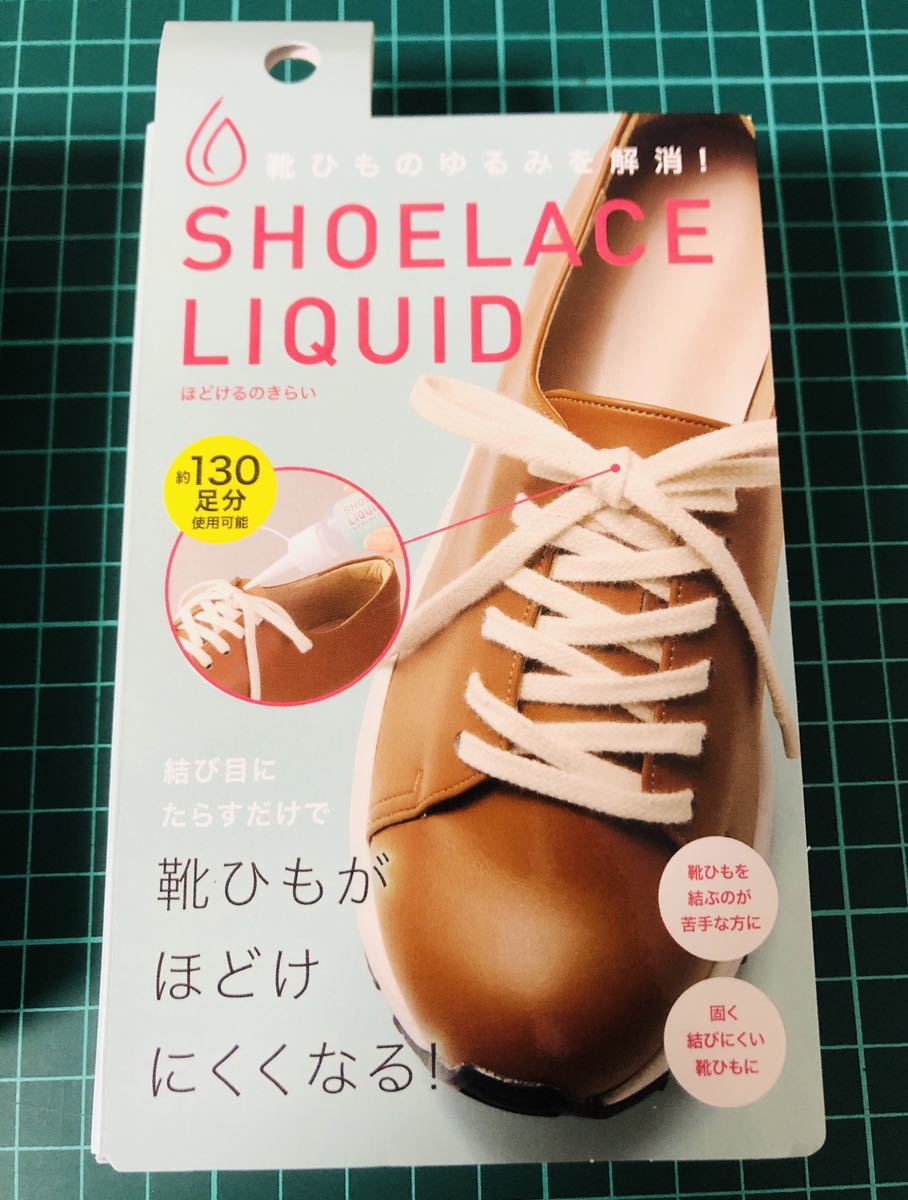 靴ひものゆるみを解消!
SHOELACE
LIQUID
ほどけるのきらい
約130
足分
使用可能
SHOE
LIQUI
結び目に
たらすだけで
靴ひもが
ほどけ
にくくなる!
靴ひもを
結ぶのが
苦手な方に
固く
結びにくい
靴ひもに